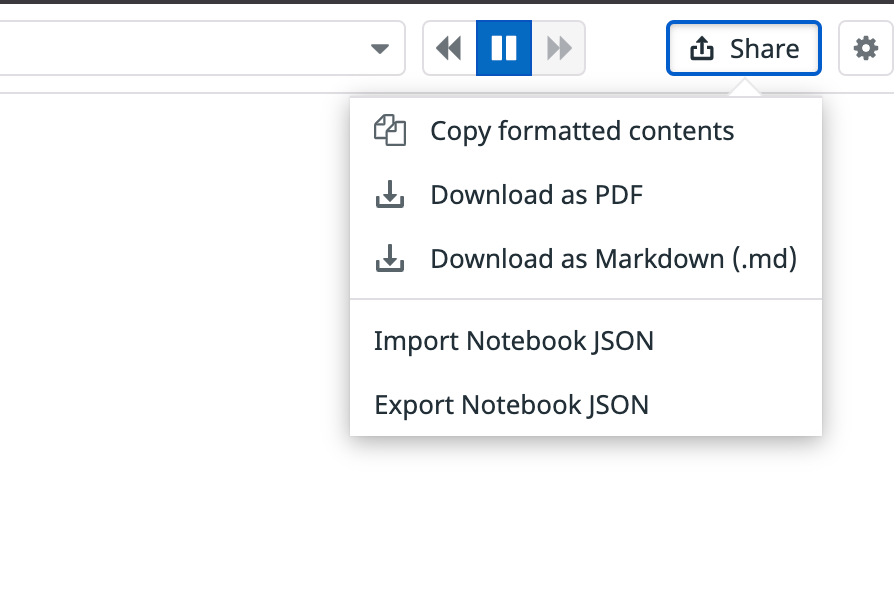 Share
Copy formatted contents
Download as PDF
Download as Markdown (.md)
Import Notebook JSON
Export Notebook JSON